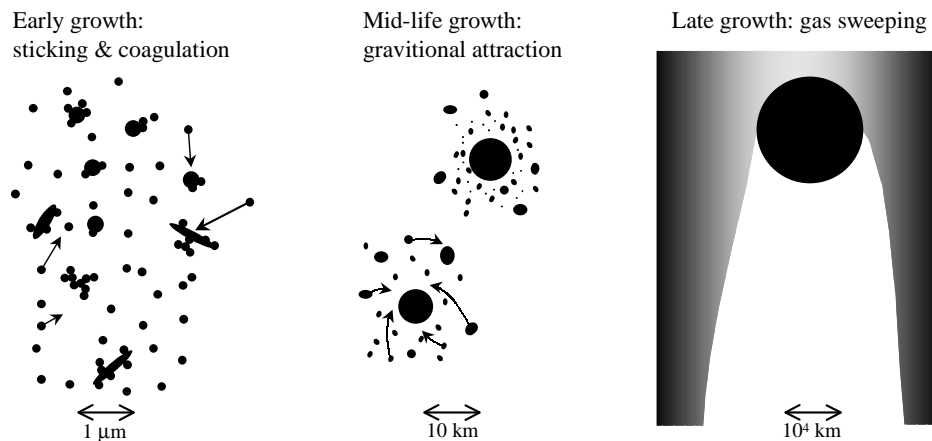 Early growth:
sticking & coagulation
Mid-life growth:
gravitional attraction
Late growth: gas sweeping
1 μm
10 km
10⁴ km